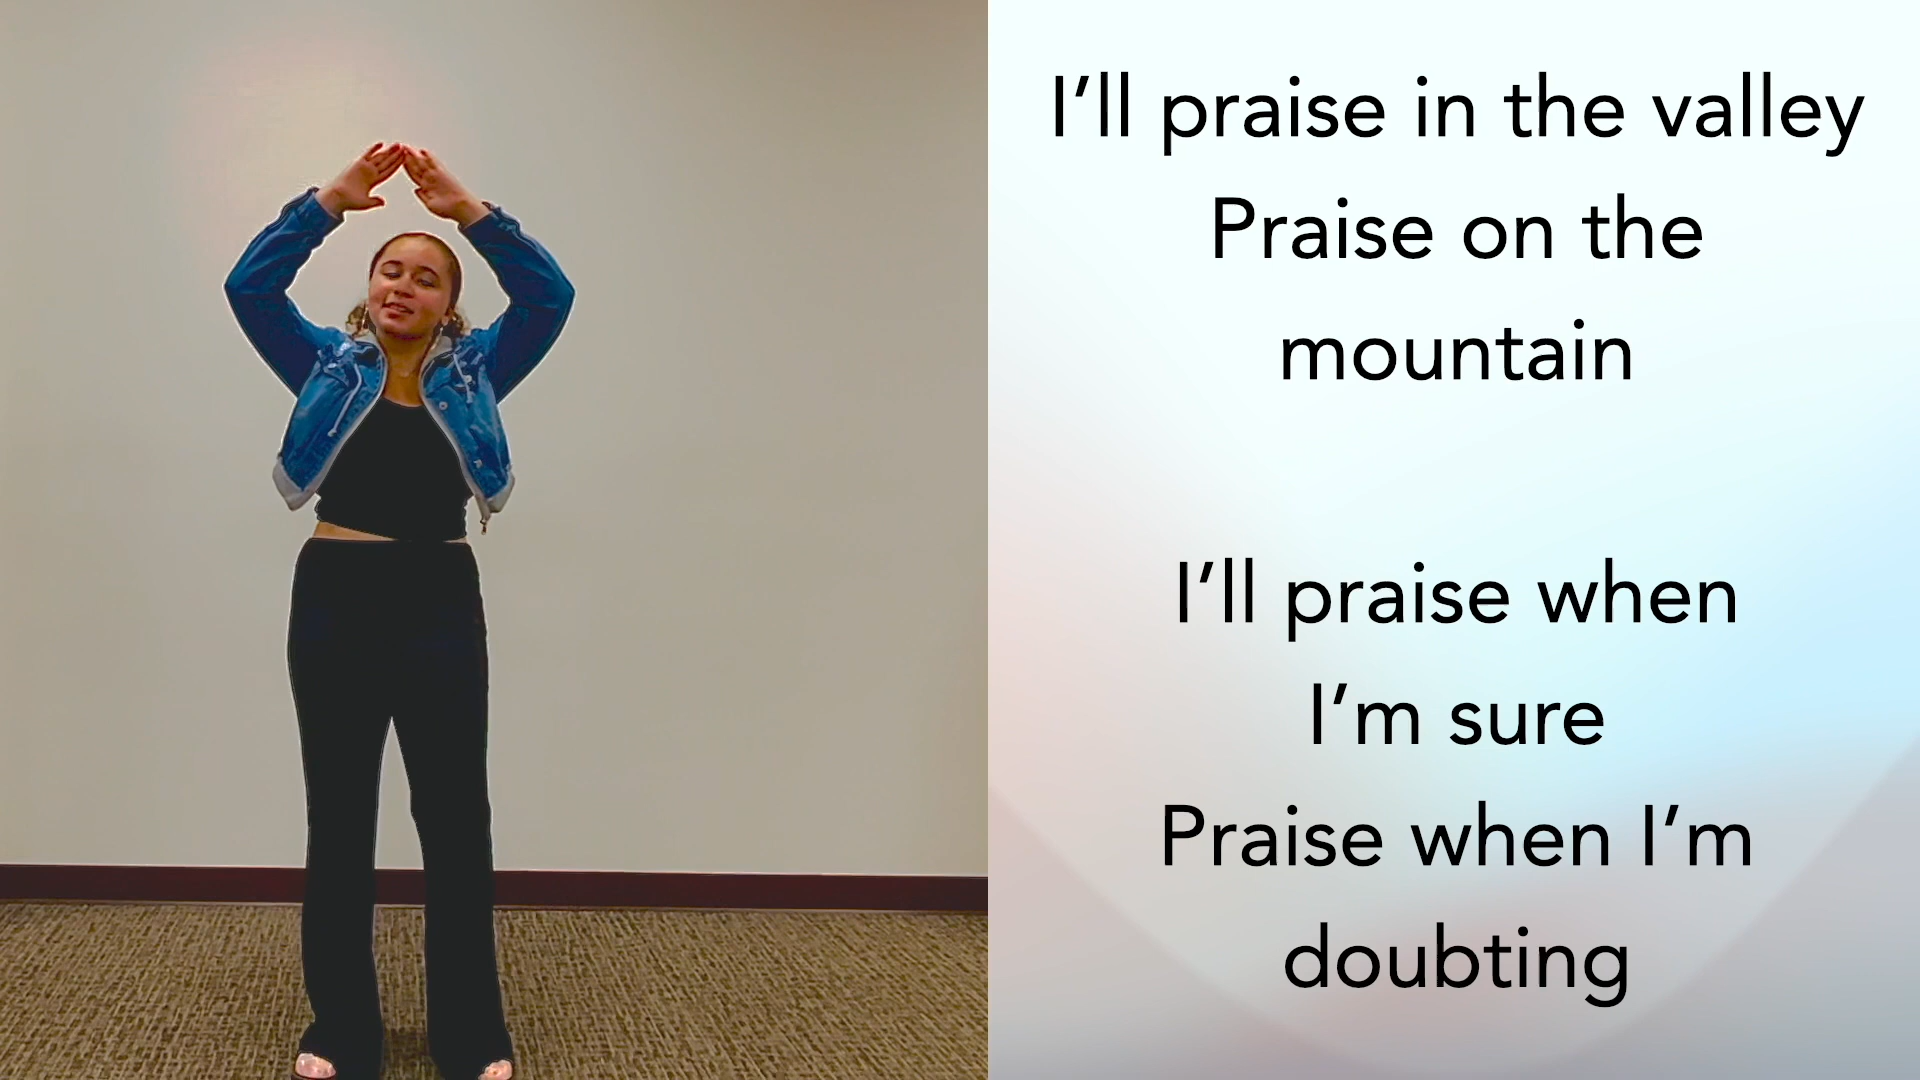 I’ll praise in the valley
Praise on the
mountain
I’ll praise when
I’m sure
Praise when I’m
doubting